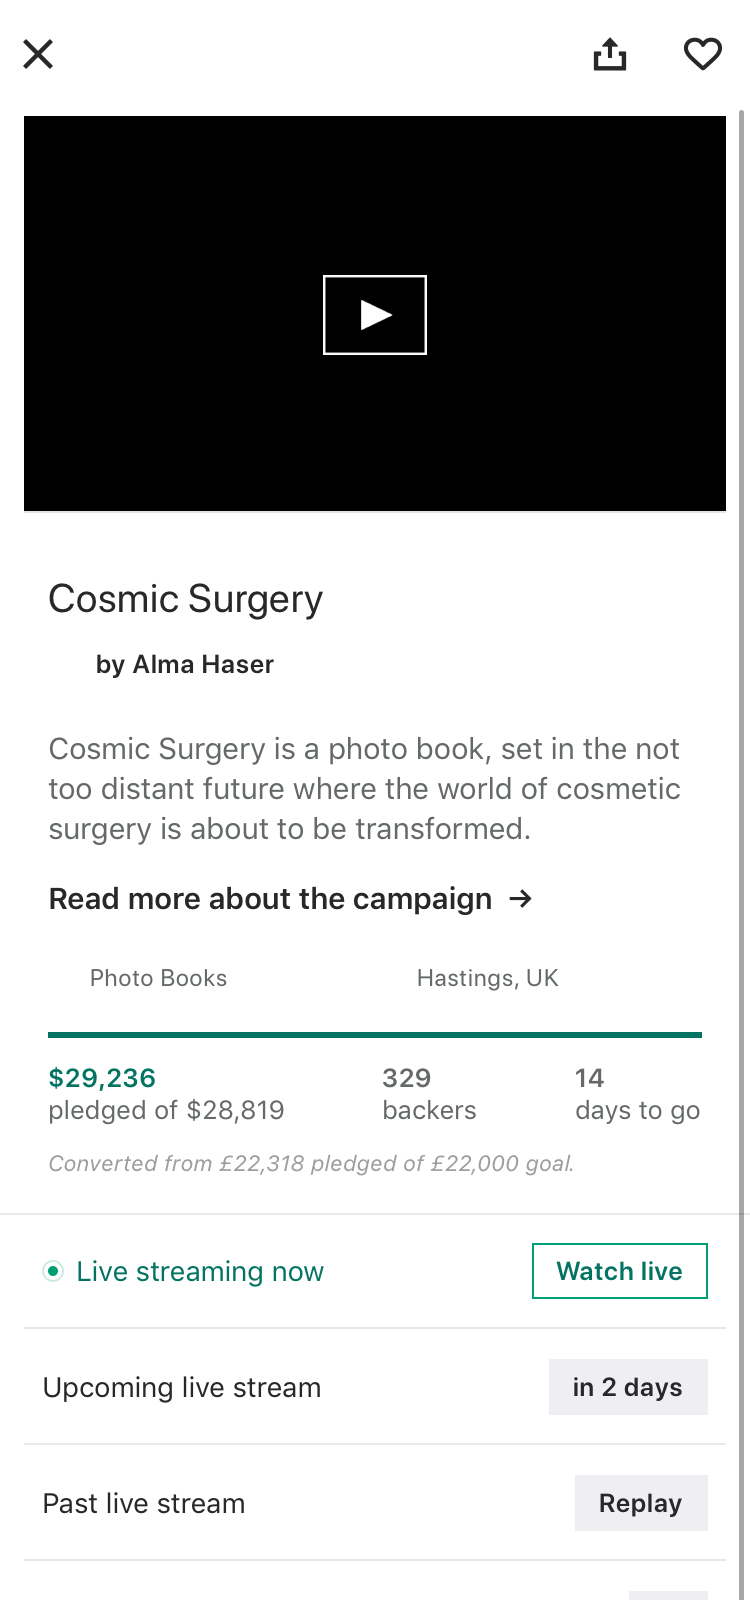 Cosmic Surgery
by Alma Haser
Cosmic Surgery is a photo book, set in the not
too distant future where the world of cosmetic
surgery is about to be transformed.
Read more about the campaign →
Photo Books
Hastings, UK
$29,236
pledged of $28,819
329
backers
14
days to go
Converted from £22,318 pledged of £22,000 goal.
Live streaming now
Watch live
Upcoming live stream
in 2 days
Past live stream
Replay